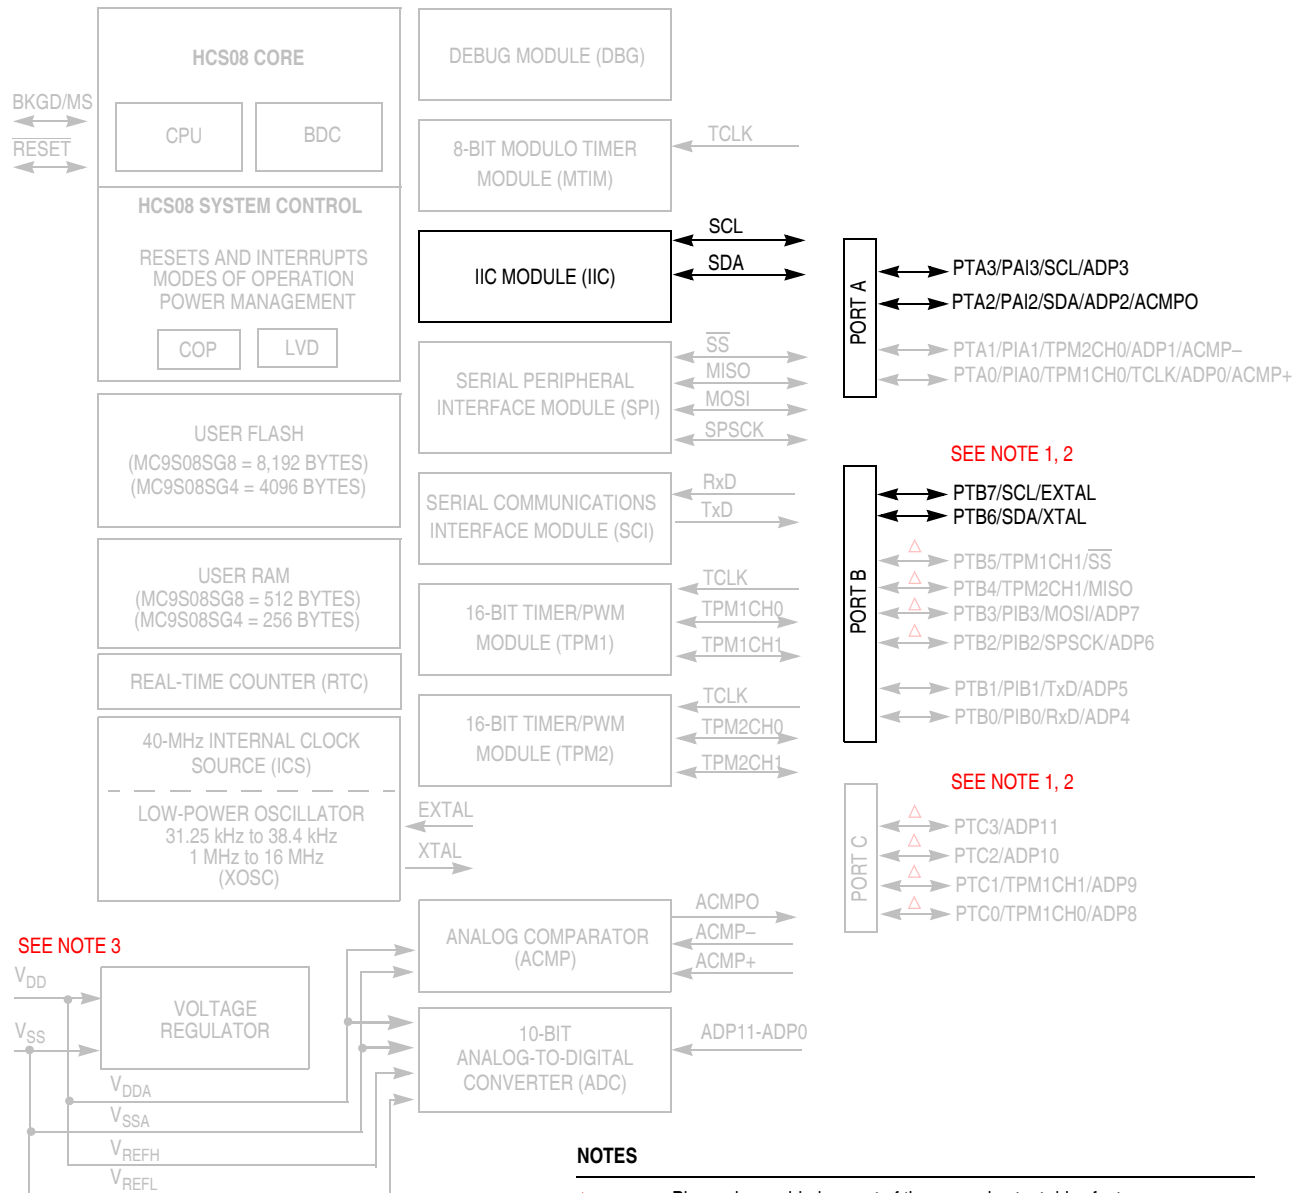 HCS08 CORE
BKGD/MS
RESET
CPU
BDC
HCS08 SYSTEM CONTROL
RESETS AND INTERRUPTS
MODES OF OPERATION
POWER MANAGEMENT
COP
LVD
USER FLASH
(MC9S08SG8 = 8,192 BYTES)
(MC9S08SG4 = 4096 BYTES)
USER RAM
(MC9S08SG8 = 512 BYTES)
(MC9S08SG4 = 256 BYTES)
REAL-TIME COUNTER (RTC)
40-MHz INTERNAL CLOCK
SOURCE (ICS)
LOW-POWER OSCILLATOR
31.25 kHz to 38.4 kHz
1 MHz to 16 MHz
(XOSC)
EXTAL
XTAL
SEE NOTE 3
VDD
VSS
VOLTAGE
REGULATOR
VDDA
VSSA
VREFH
VREFL
DEBUG MODULE (DBG)
8-BIT MODULO TIMER
MODULE (MTIM)
TCLK
IIC MODULE (IIC)
SCL
SDA
SERIAL PERIPHERAL
INTERFACE MODULE (SPI)
SS
MISO
MOSI
SPSCK
SERIAL COMMUNICATIONS
INTERFACE MODULE (SCI)
RxD
TxD
16-BIT TIMER/PWM
MODULE (TPM1)
TCLK
TPM1CH0
TPM1CH1
16-BIT TIMER/PWM
MODULE (TPM2)
TCLK
TPM2CH0
TPM2CH1
ANALOG COMPARATOR
(ACMP)
ACMPO
ACMP–
ACMP+
10-BIT
ANALOG-TO-DIGITAL
CONVERTER (ADC)
ADP11-ADP0
PORT A
PTA3/PAI3/SCL/ADP3
PTA2/PAI2/SDA/ADP2/ACMPO
PTA1/PIA1/TPM2CH0/ADP1/ACMP–
PTA0/PIA0/TPM1CH0/TCLK/ADP0/ACMP+
SEE NOTE 1, 2
PORT B
PTB7/SCL/EXTAL
PTB6/SDA/XTAL
PTB5/TPM1CH1/SS
PTB4/TPM2CH1/MISO
PTB3/PIB3/MOSI/ADP7
PTB2/PIB2/SPSCK/ADP6
PTB1/PIB1/TxD/ADP5
PTB0/PIB0/RxD/ADP4
SEE NOTE 1, 2
PORT C
PTC3/ADP11
PTC2/ADP10
PTC1/TPM1CH1/ADP9
PTC0/TPM1CH0/ADP8
NOTES